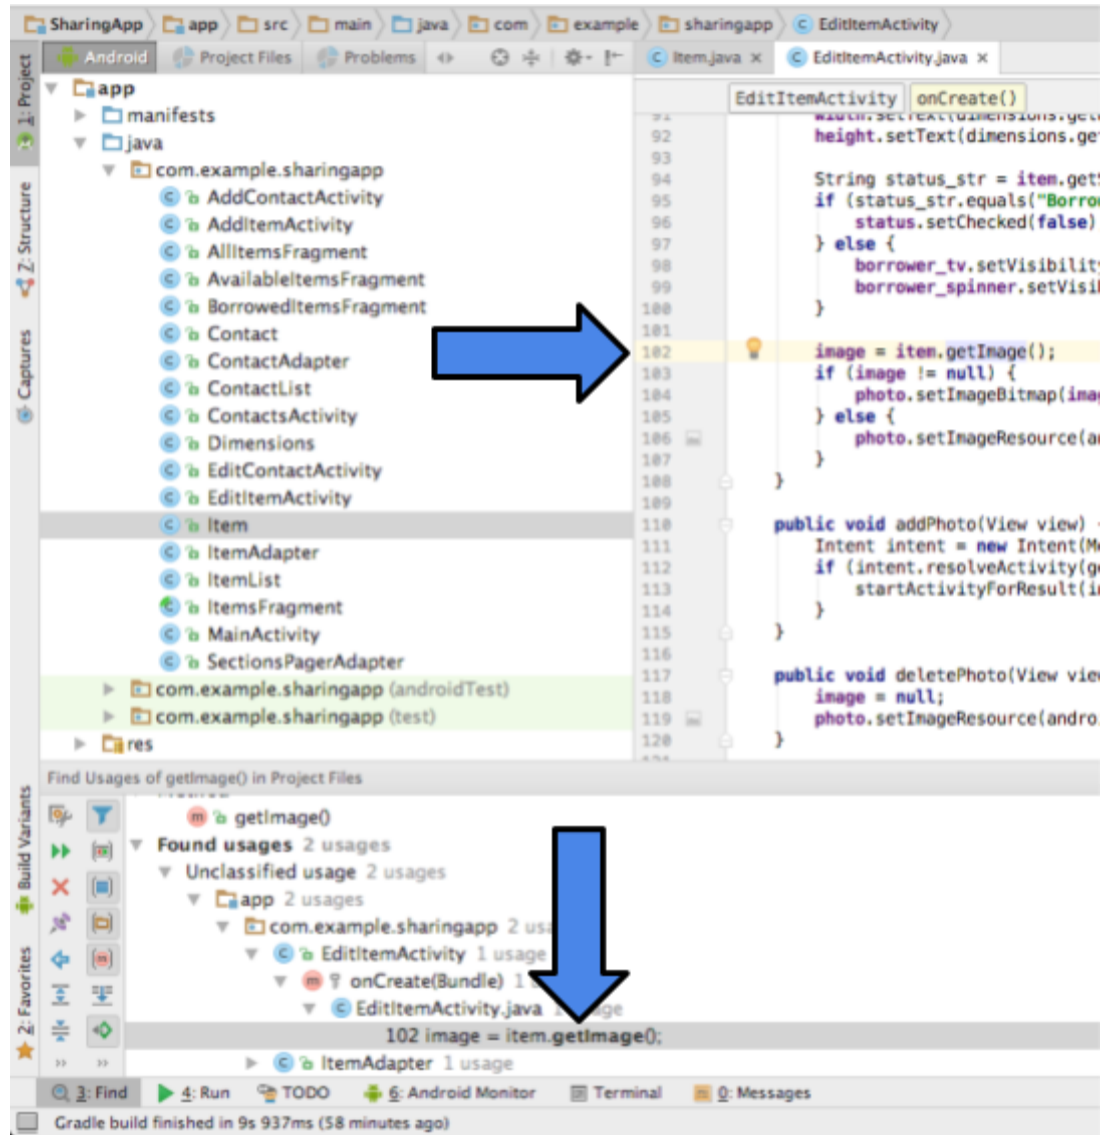 SharingApp app src main java com example sharingapp EditItemActivity
Android Project Files Problems
Item.java × EditItemActivity.java ×
1: Project
Z: Structure
Captures
Build Variants
2: Favorites
app
manifests
java
com.example.sharingapp
AddContactActivity
AddItemActivity
AllItemsFragment
AvailableItemsFragment
BorrowedItemsFragment
Contact
ContactAdapter
ContactList
ContactsActivity
Dimensions
EditContactActivity
EditItemActivity
Item
ItemAdapter
ItemList
ItemsFragment
MainActivity
SectionsPagerAdapter
com.example.sharingapp (androidTest)
com.example.sharingapp (test)
res
EditItemActivity onCreate()
91 width.setText(dimensions.get
92 height.setText(dimensions.ge
93
94 String status_str = item.get
95 if (status_str.equals("Borro
96 status.setChecked(false)
97 } else {
98 borrower_tv.setVisibility
99 borrower_spinner.setVisi
100 }
101
102 image = item.getImage();
103 if (image != null) {
104 photo.setImageBitmap(ima
105 } else {
106 photo.setImageResource(a
107 }
108 }
109
110 public void addPhoto(View view)
111 Intent intent = new Intent(M
112 if (intent.resolveActivity(g
113 startActivityForResult(i
114 }
115 }
116
117 public void deletePhoto(View vie
118 image = null;
119 photo.setImageResource(andro
120 }
Find Usages of getImage() in Project Files
getImage()
Found usages 2 usages
Unclassified usage 2 usages
app 2 usages
com.example.sharingapp 2 usa
EditItemActivity 1 usage
onCreate(Bundle) 1
EditItemActivity.java
102 image = item.getImage();
ItemAdapter 1 usage
3: Find 4: Run TODO 6: Android Monitor Terminal 0: Messages
Gradle build finished in 9s 937ms (58 minutes ago)